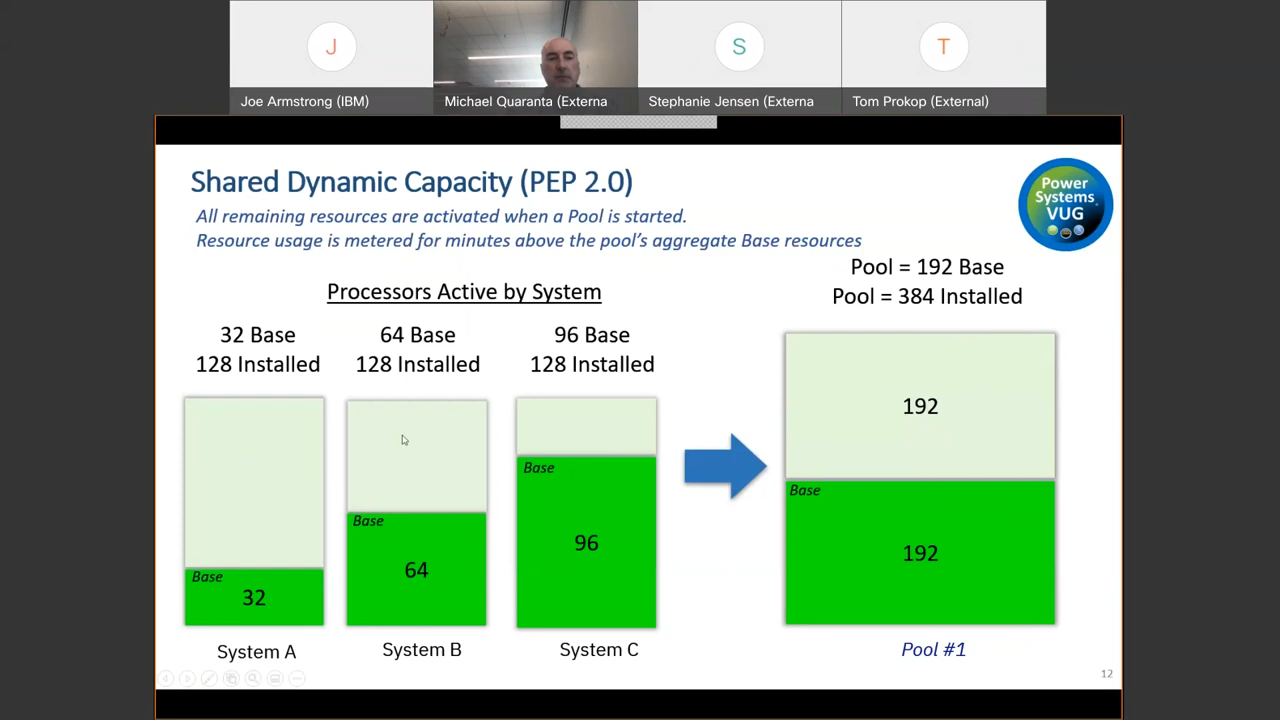 J
S
T
Joe Armstrong (IBM)
Michael Quaranta (Externa
Stephanie Jensen (Externa
Tom Prokop (External)
Shared Dynamic Capacity (PEP 2.0)
All remaining resources are activated when a Pool is started.
Resource usage is metered for minutes above the pool's aggregate Base resources
Power
Systems
VUG
Processors Active by System
32 Base
128 Installed
64 Base
128 Installed
96 Base
128 Installed
Pool = 192 Base
Pool = 384 Installed
Base
32
Base
64
Base
96
192
Base
192
System A
System B
System C
Pool #1
12